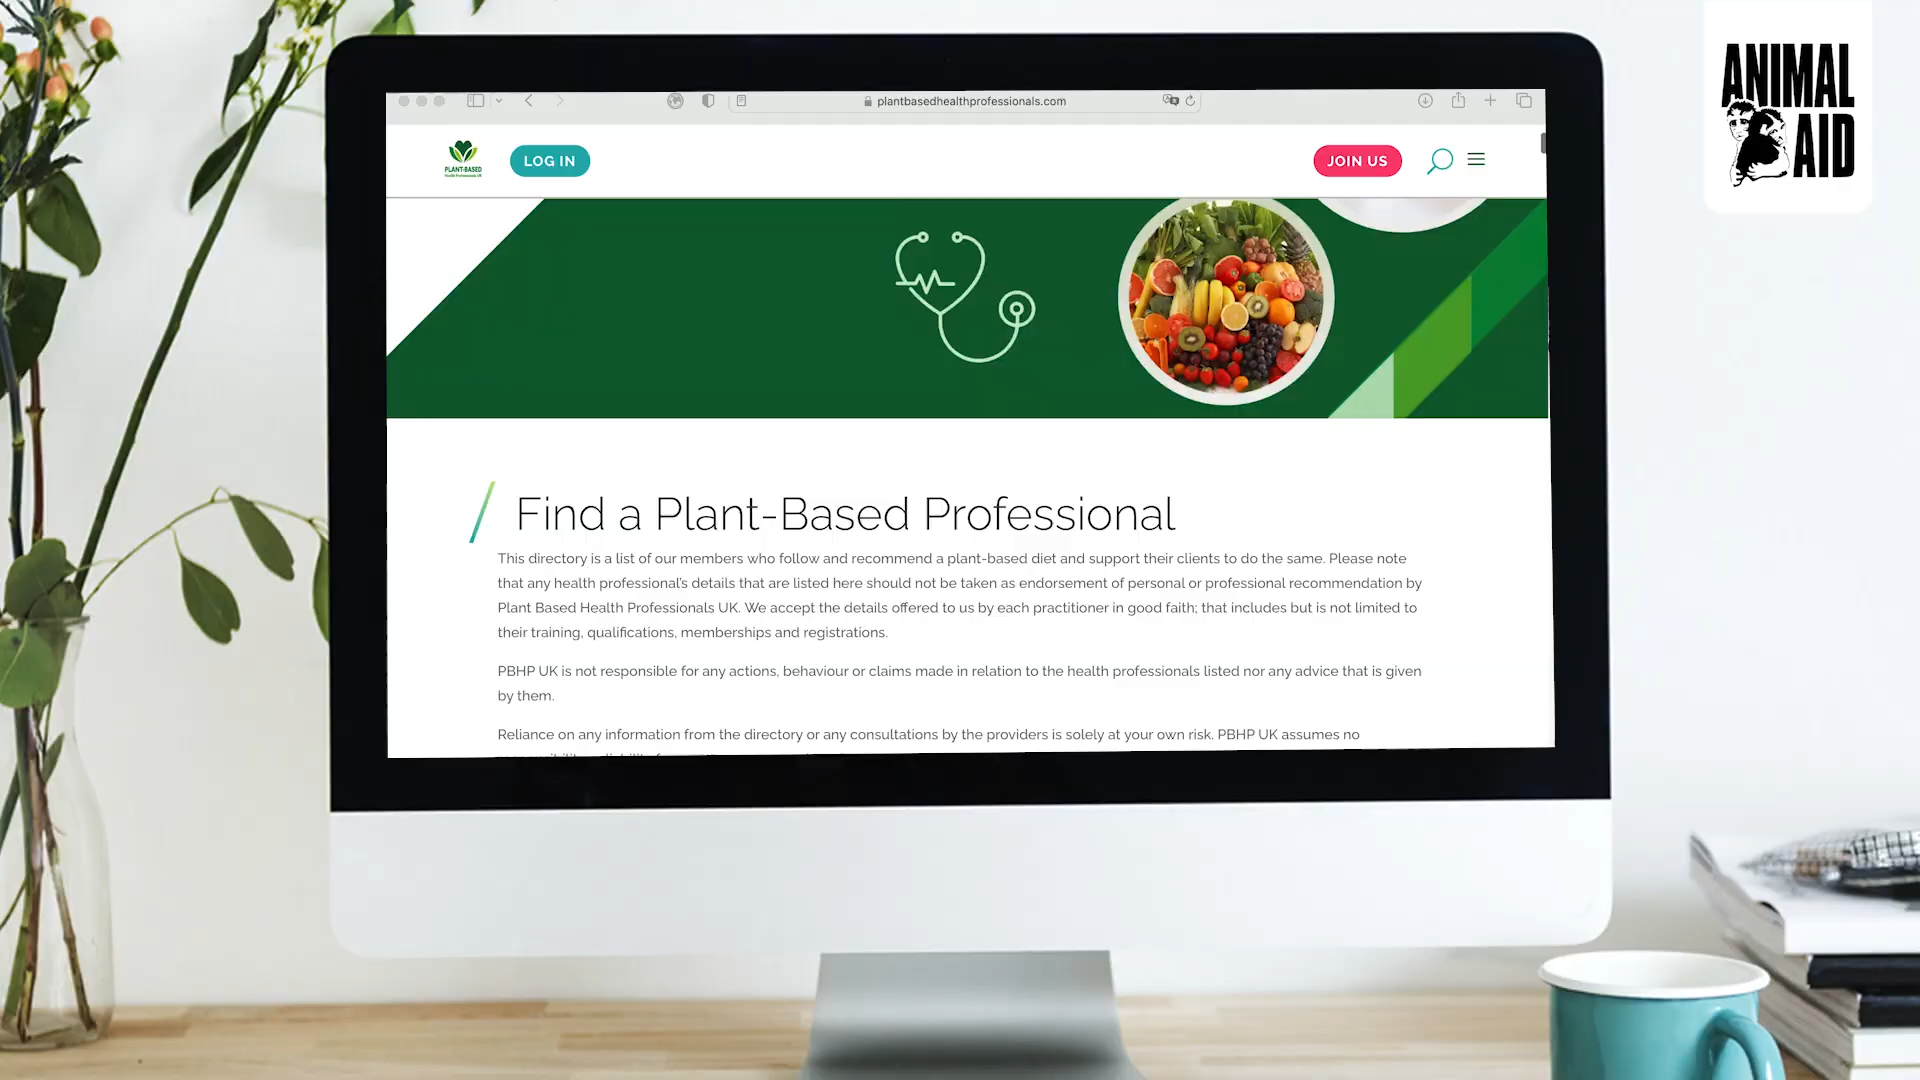 plantbasedhealthprofessionals.com
PLANT-BASED
Health Professionals UK
LOG IN
JOIN US
ANIMAL
AID
Find a Plant-Based Professional
This directory is a list of our members who follow and recommend a plant-based diet and support their clients to do the same. Please note
that any health professional's details that are listed here should not be taken as endorsement of personal or professional recommendation by
Plant Based Health Professionals UK. We accept the details offered to us by each practitioner in good faith; that includes but is not limited to
their training, qualifications, memberships and registrations.
PBHP UK is not responsible for any actions, behaviour or claims made in relation to the health professionals listed nor any advice that is given
by them.
Reliance on any information from the directory or any consultations by the providers is solely at your own risk. PBHP UK assumes no